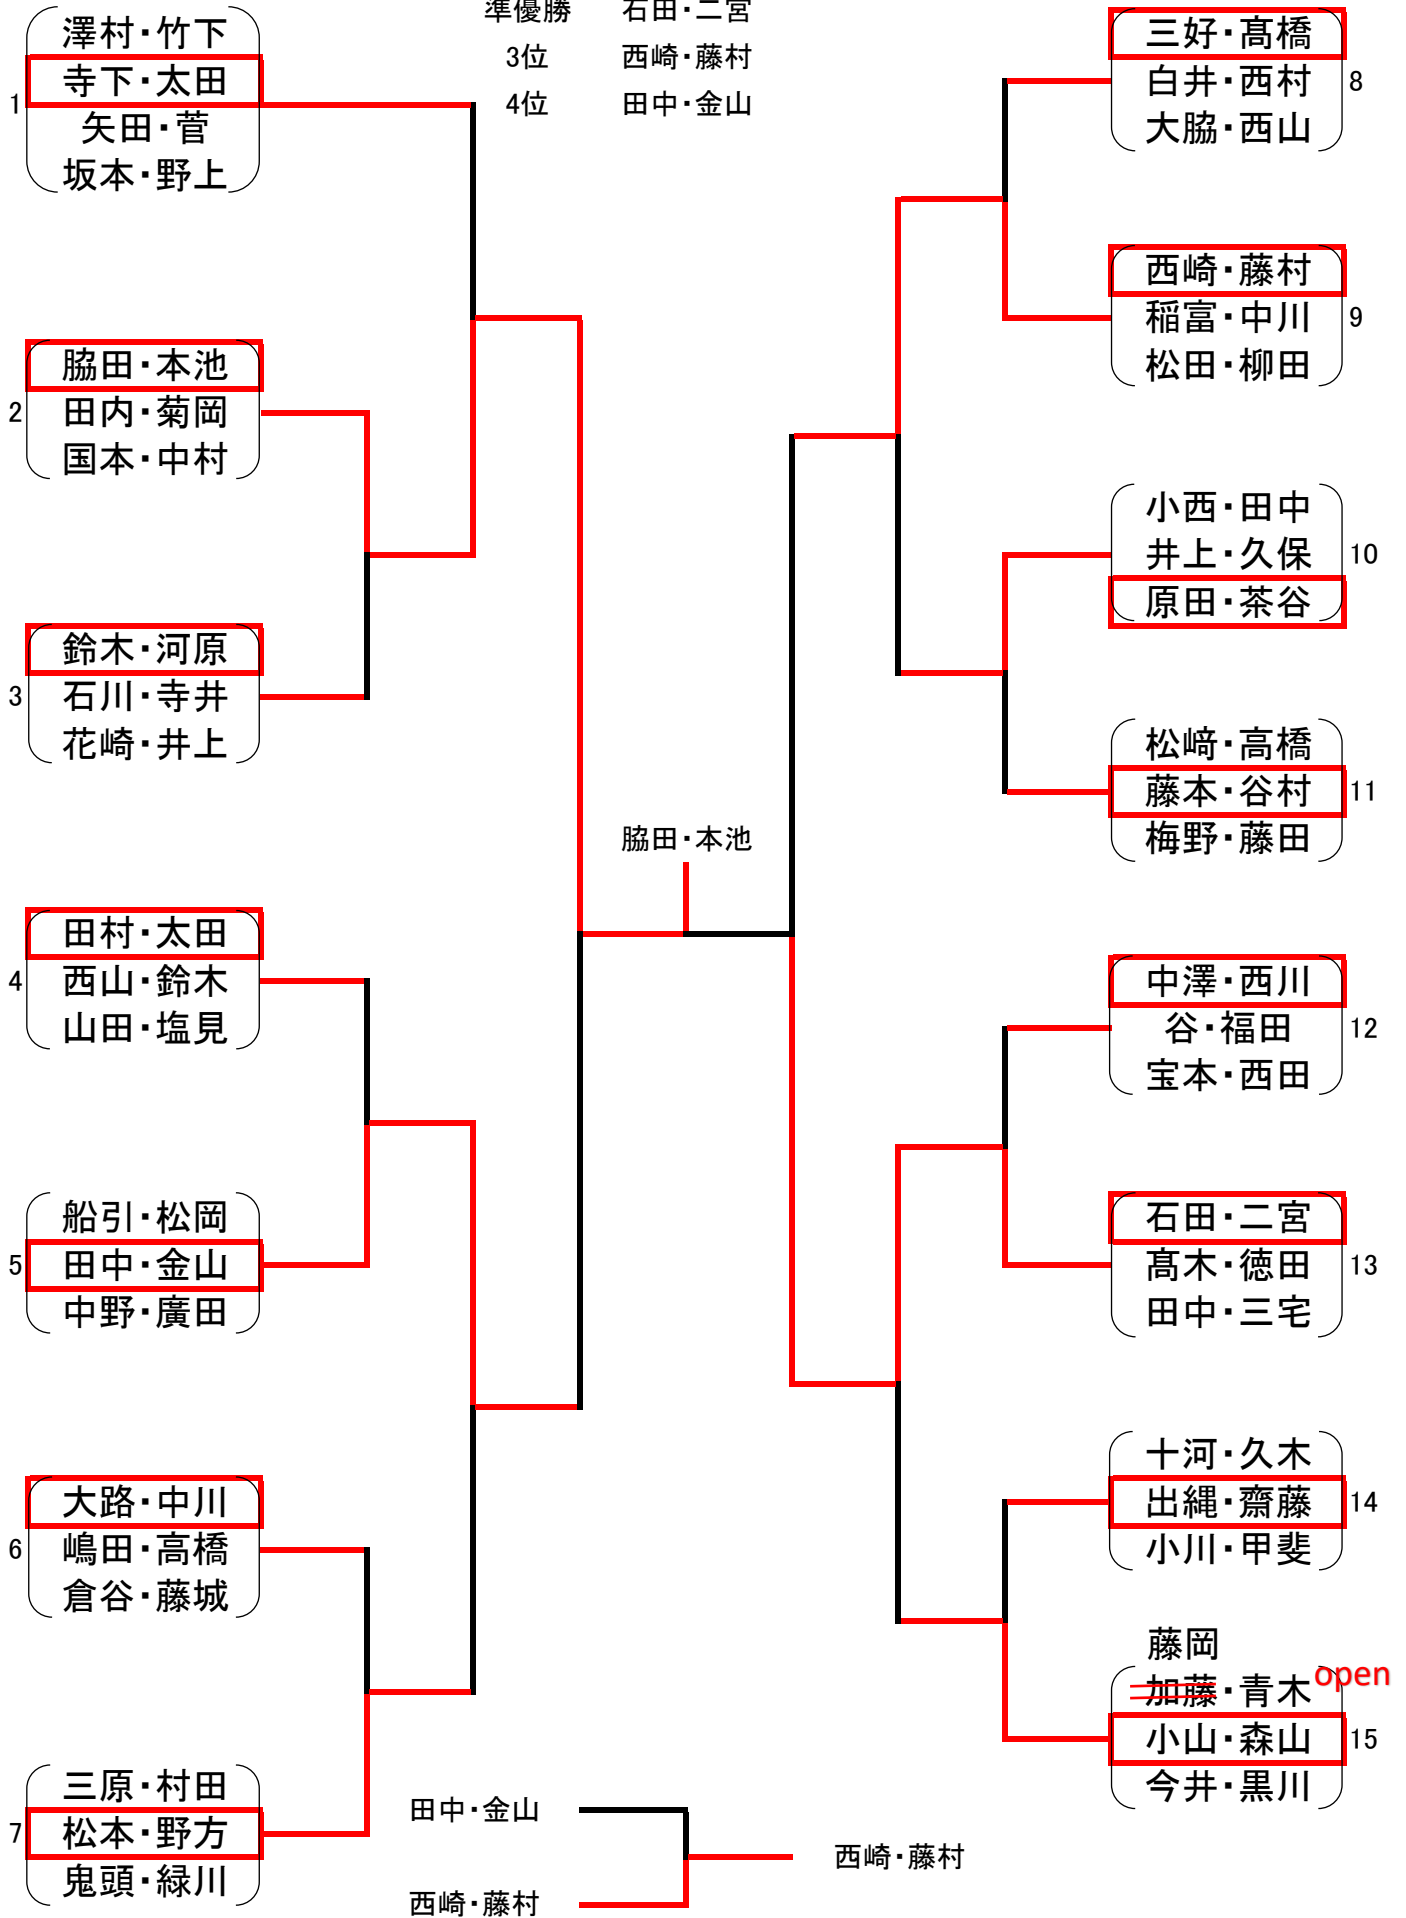 準優勝 石田・二宮
3位 西崎・藤村
4位 田中・金山
澤村・竹下
寺下・太田
1
矢田・菅
坂本・野上
脇田・本池
2 田内・菊岡
国本・中村
鈴木・河原
3 石川・寺井
花崎・井上
田村・太田
4 西山・鈴木
山田・塩見
船引・松岡
5 田中・金山
中野・廣田
大路・中川
6 嶋田・高橋
倉谷・藤城
三原・村田
7 松本・野方
鬼頭・緑川
脇田・本池
三好・髙橋
白井・西村 8
大脇・西山
西崎・藤村
稲富・中川 9
松田・柳田
小西・田中
井上・久保 10
原田・茶谷
松﨑・高橋
藤本・谷村 11
梅野・藤田
中澤・西川
谷・福田 12
宝本・西田
石田・二宮
髙木・徳田 13
田中・三宅
十河・久木
出縄・齋藤 14
小川・甲斐
藤岡
加藤・青木 open
小山・森山 15
今井・黒川
田中・金山
西崎・藤村
西崎・藤村